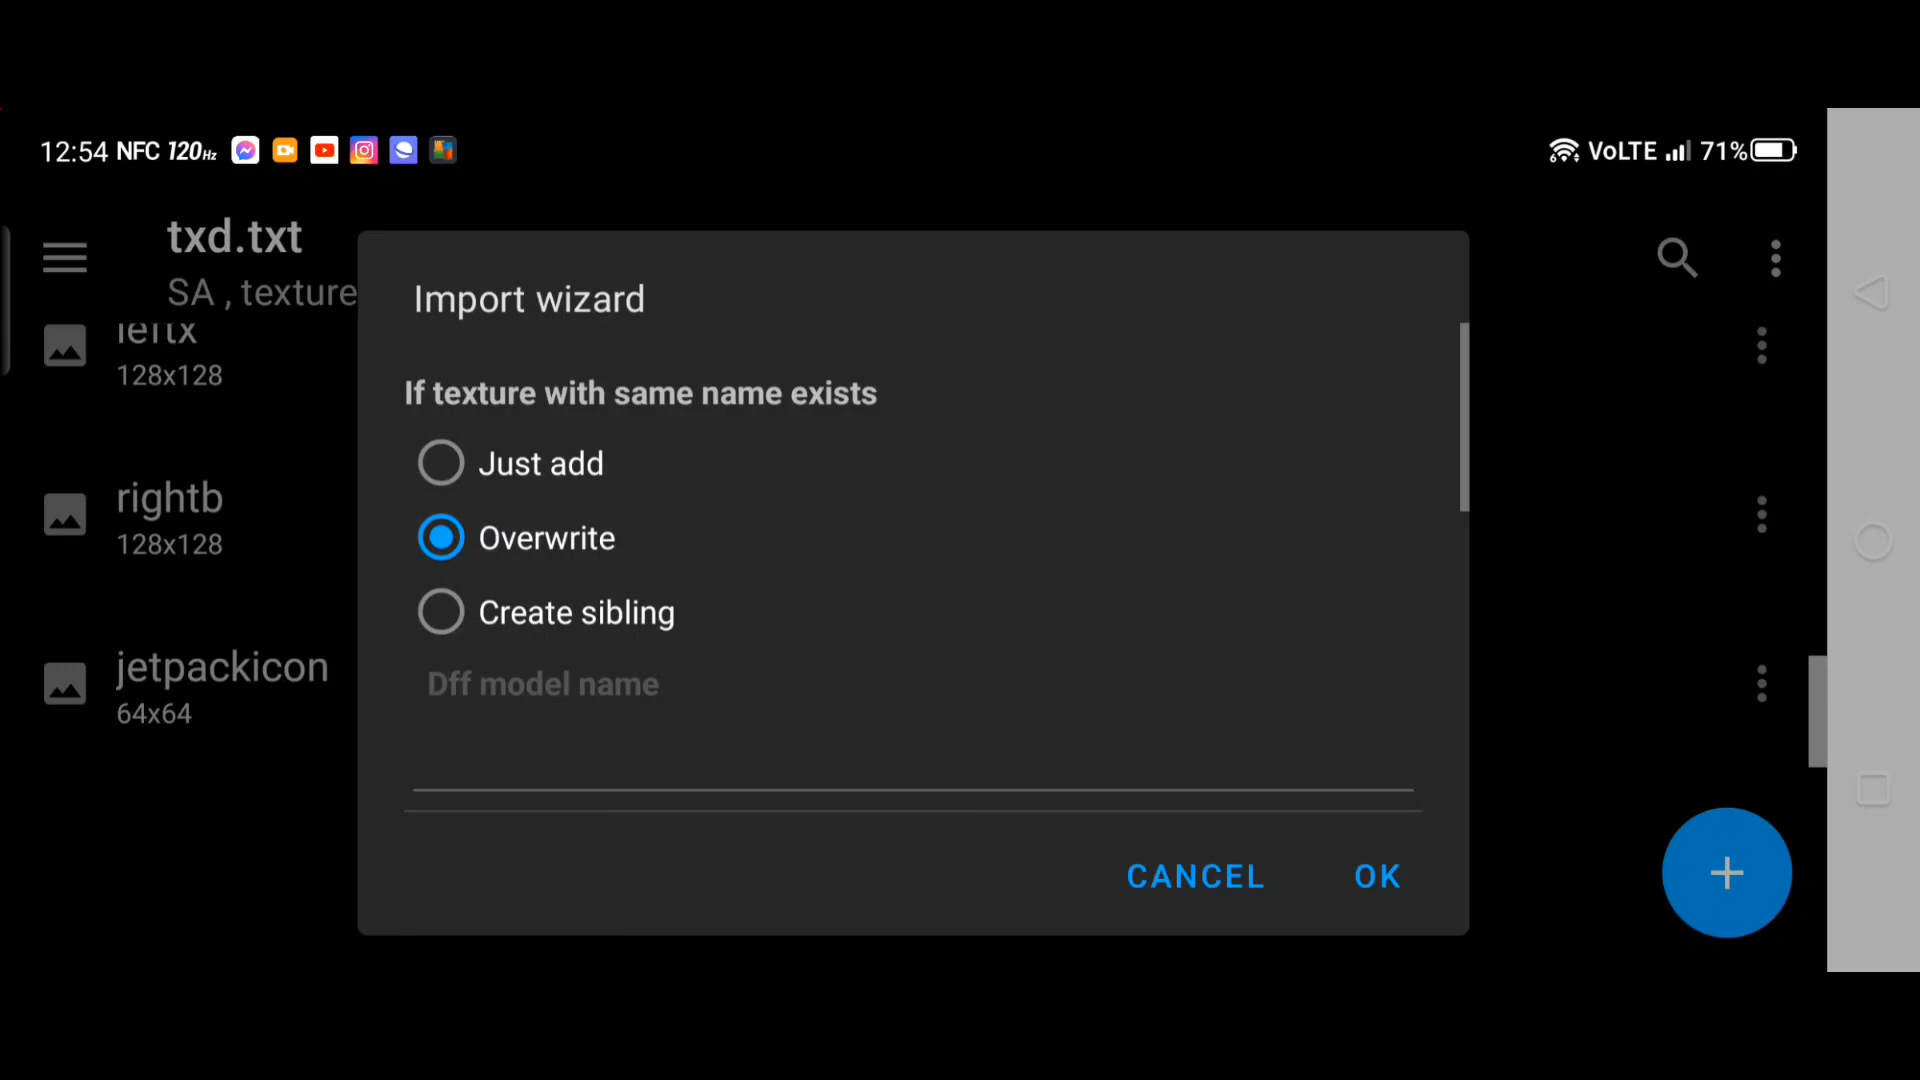 12:54 NFC 120Hz
VoLTE 71%
txd.txt
SA , texture
leftx
128x128
rightb
128x128
jetpackicon
64x64
Import wizard
If texture with same name exists
Just add
Overwrite
Create sibling
Dff model name
CANCEL OK